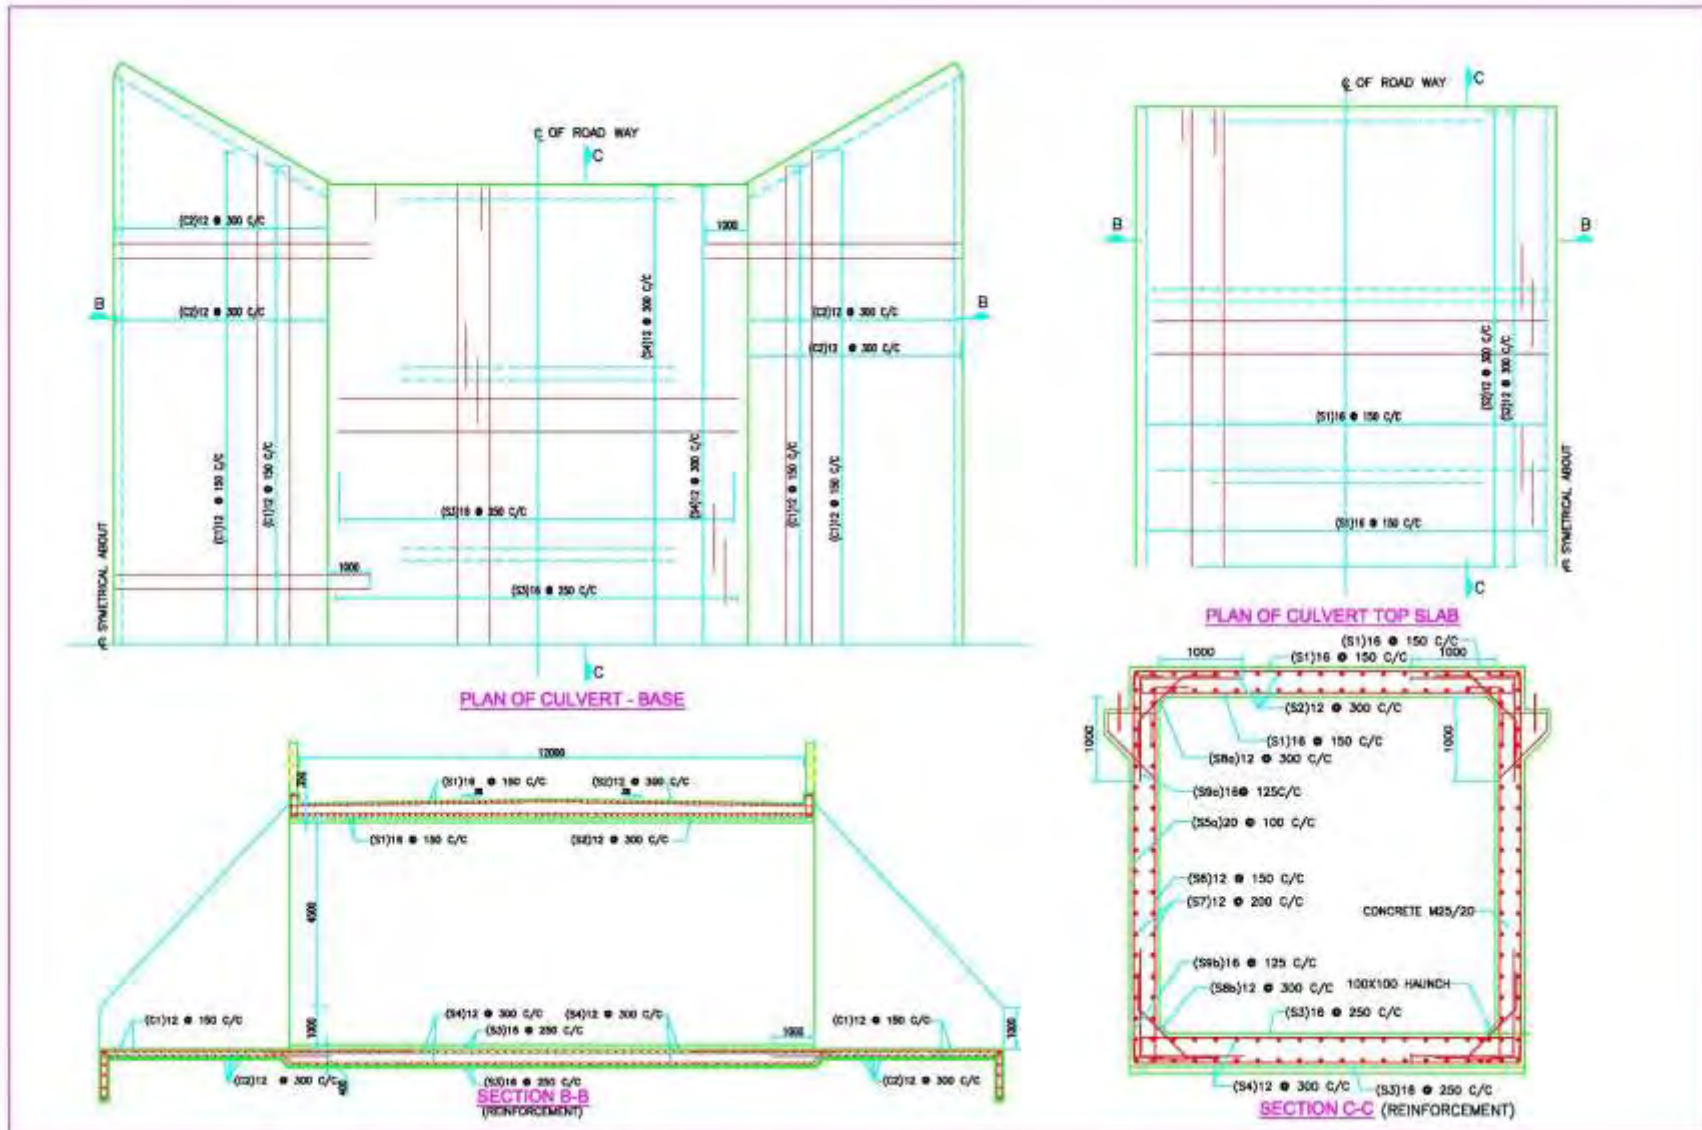 ℄ OF ROAD WAY
C
(C2)12 @ 300 C/C
1000
(S4)12 @ 300 C/C
B
(C2)12 @ 300 C/C
(C2)12 @ 300 C/C
B
(C2)12 @ 300 C/C
(C1)12 @ 150 C/C
(C1)12 @ 150 C/C
(S4)12 @ 300 C/C
(C1)12 @ 150 C/C
(C1)12 @ 150 C/C
(S3)16 @ 250 C/C
1000
(S3)16 @ 250 C/C
SYMETRICAL ABOUT
C
PLAN OF CULVERT - BASE
℄ OF ROAD WAY
C
B
B
(S2)12 @ 300 C/C
(S2)12 @ 300 C/C
(S1)16 @ 150 C/C
(S1)16 @ 150 C/C
SYMETRICAL ABOUT
C
PLAN OF CULVERT TOP SLAB
12000
(S1)16 @ 150 C/C
(S2)12 @ 300 C/C
(S1)16 @ 150 C/C
(S2)12 @ 300 C/C
4500
1000
(C1)12 @ 150 C/C
(S4)12 @ 300 C/C
(S4)12 @ 300 C/C
(S3)16 @ 250 C/C
1000
(C1)12 @ 150 C/C
1000
(C2)12 @ 300 C/C
400
(S3)16 @ 250 C/C
(C2)12 @ 300 C/C
SECTION B-B
(REINFORCEMENT)
(S1)16 @ 150 C/C
1000
(S1)16 @ 150 C/C
1000
(S2)12 @ 300 C/C
1000
(S1)16 @ 150 C/C
1000
(S8a)12 @ 300 C/C
(S9c)16@ 125C/C
(S5a)20 @ 100 C/C
(S6)12 @ 150 C/C
(S7)12 @ 200 C/C
CONCRETE M25/20
(S9b)16 @ 125 C/C
(S8b)12 @ 300 C/C
100X100 HAUNCH
(S3)16 @ 250 C/C
(S4)12 @ 300 C/C
(S3)16 @ 250 C/C
SECTION C-C (REINFORCEMENT)